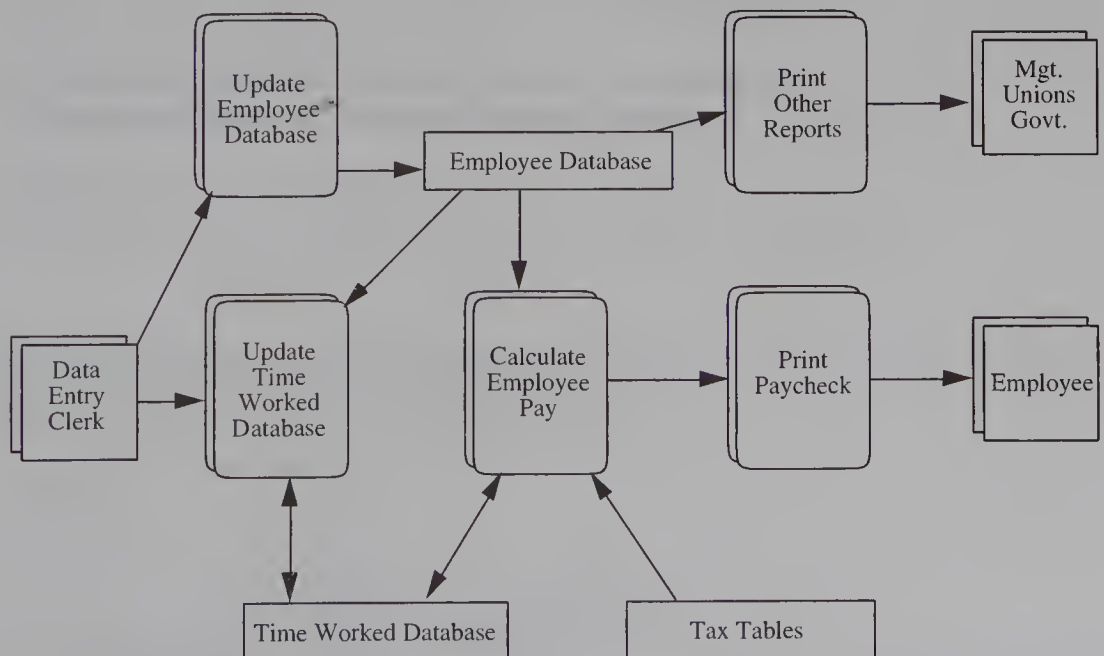 Update
Employee
Database
Print
Other
Reports
Mgt.
Unions
Govt.
Employee Database
Data
Entry
Clerk
Update
Time
Worked
Database
Calculate
Employee
Pay
Print
Paycheck
Employee
Time Worked Database
Tax Tables